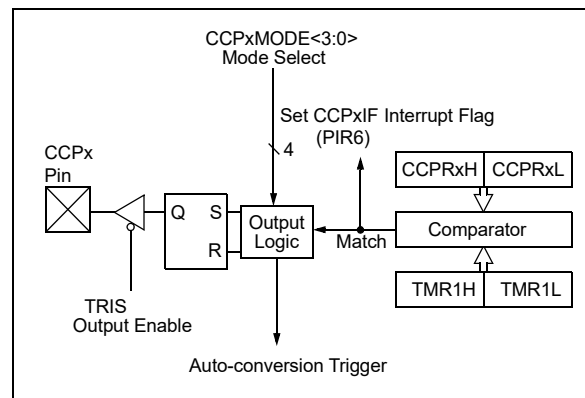 CCPxMODE<3:0>
Mode Select
Set CCPxIF Interrupt Flag
(PIR6)
4
CCPx
Pin
CCPRxH CCPRxL
Q S
R
Output
Logic
Match
Comparator
TMR1H TMR1L
TRIS
Output Enable
Auto-conversion Trigger